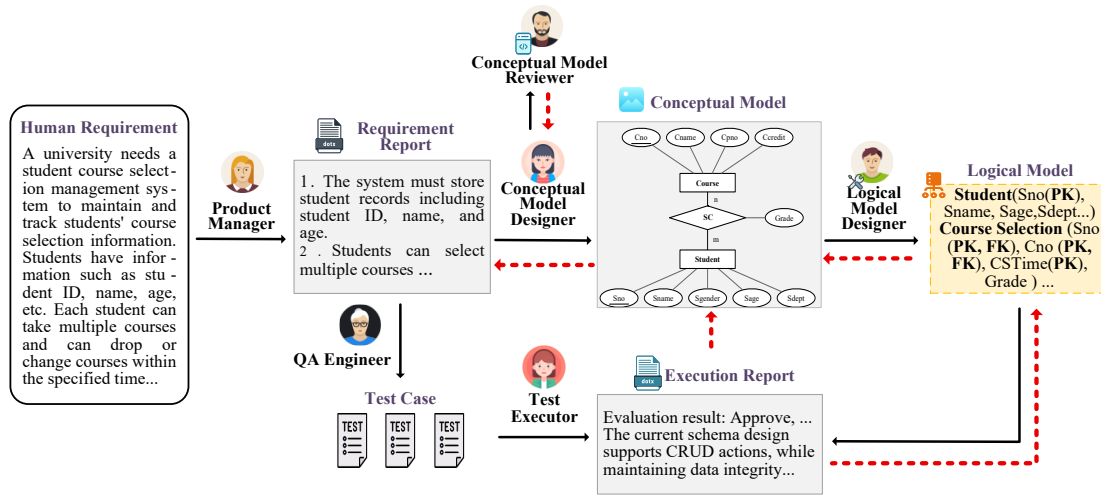 Conceptual Model
Reviewer
Human Requirement
A university needs a
student course select-
ion management sys-
tem to maintain and
track students' course
selection information.
Students have infor-
mation such as stu-
dent ID, name, age,
etc. Each student can
take multiple courses
and can drop or
change courses within
the specified time...
Product
Manager
dotx
Requirement
Report
1. The system must store
student records including
student ID, name, and
age.
2 . Students can select
multiple courses ...
Conceptual
Model
Designer
Conceptual Model
Cno
Cname
Cpno
Ccredit
Course
n
SC
Grade
m
Student
Sno
Sname
Sgender
Sage
Sdept
Logical
Model
Designer
Logical Model
Student(Sno(PK),
Sname, Sage,Sdept...)
Course Selection (Sno
(PK, FK), Cno (PK,
FK), CSTime(PK),
Grade ) ...
QA Engineer
Test Case
TEST
TEST
TEST
Test
Executor
dotx
Execution Report
Evaluation result: Approve, ...
The current schema design
supports CRUD actions, while
maintaining data integrity...